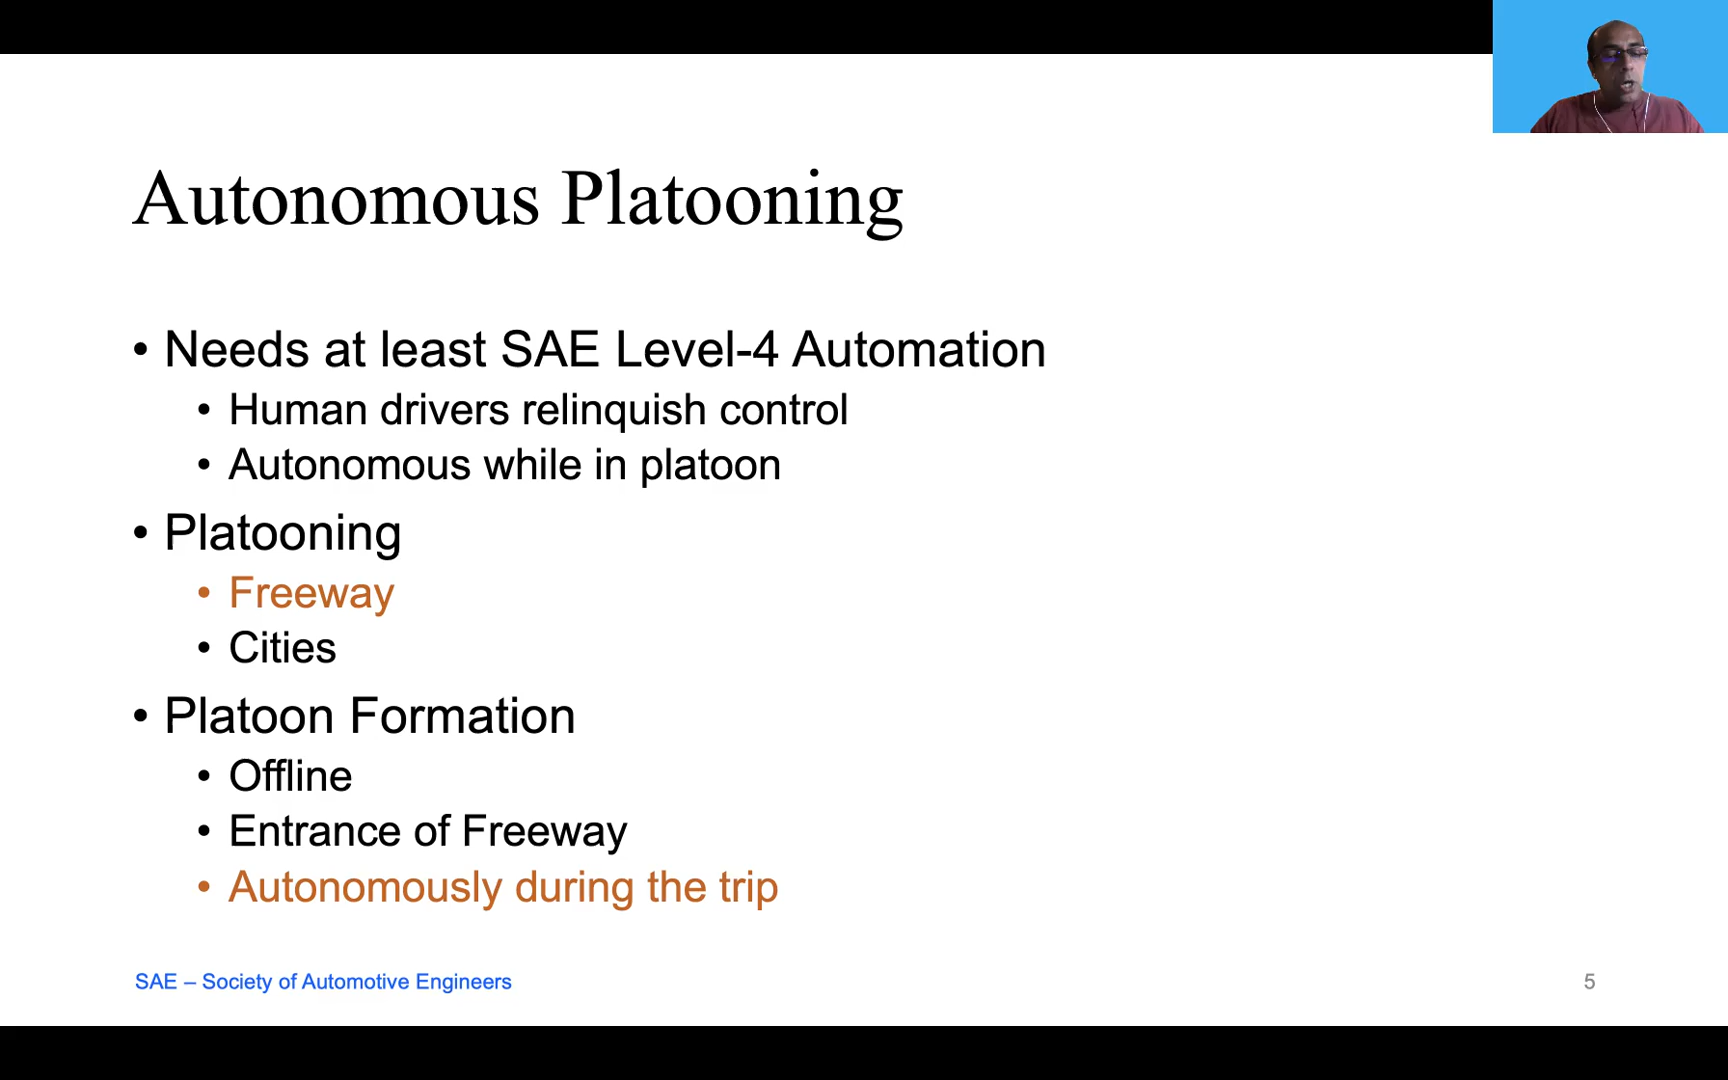 Autonomous Platooning
• Needs at least SAE Level-4 Automation
• Human drivers relinquish control
• Autonomous while in platoon
• Platooning
• Freeway
• Cities
• Platoon Formation
• Offline
• Entrance of Freeway
• Autonomously during the trip
SAE – Society of Automotive Engineers
5